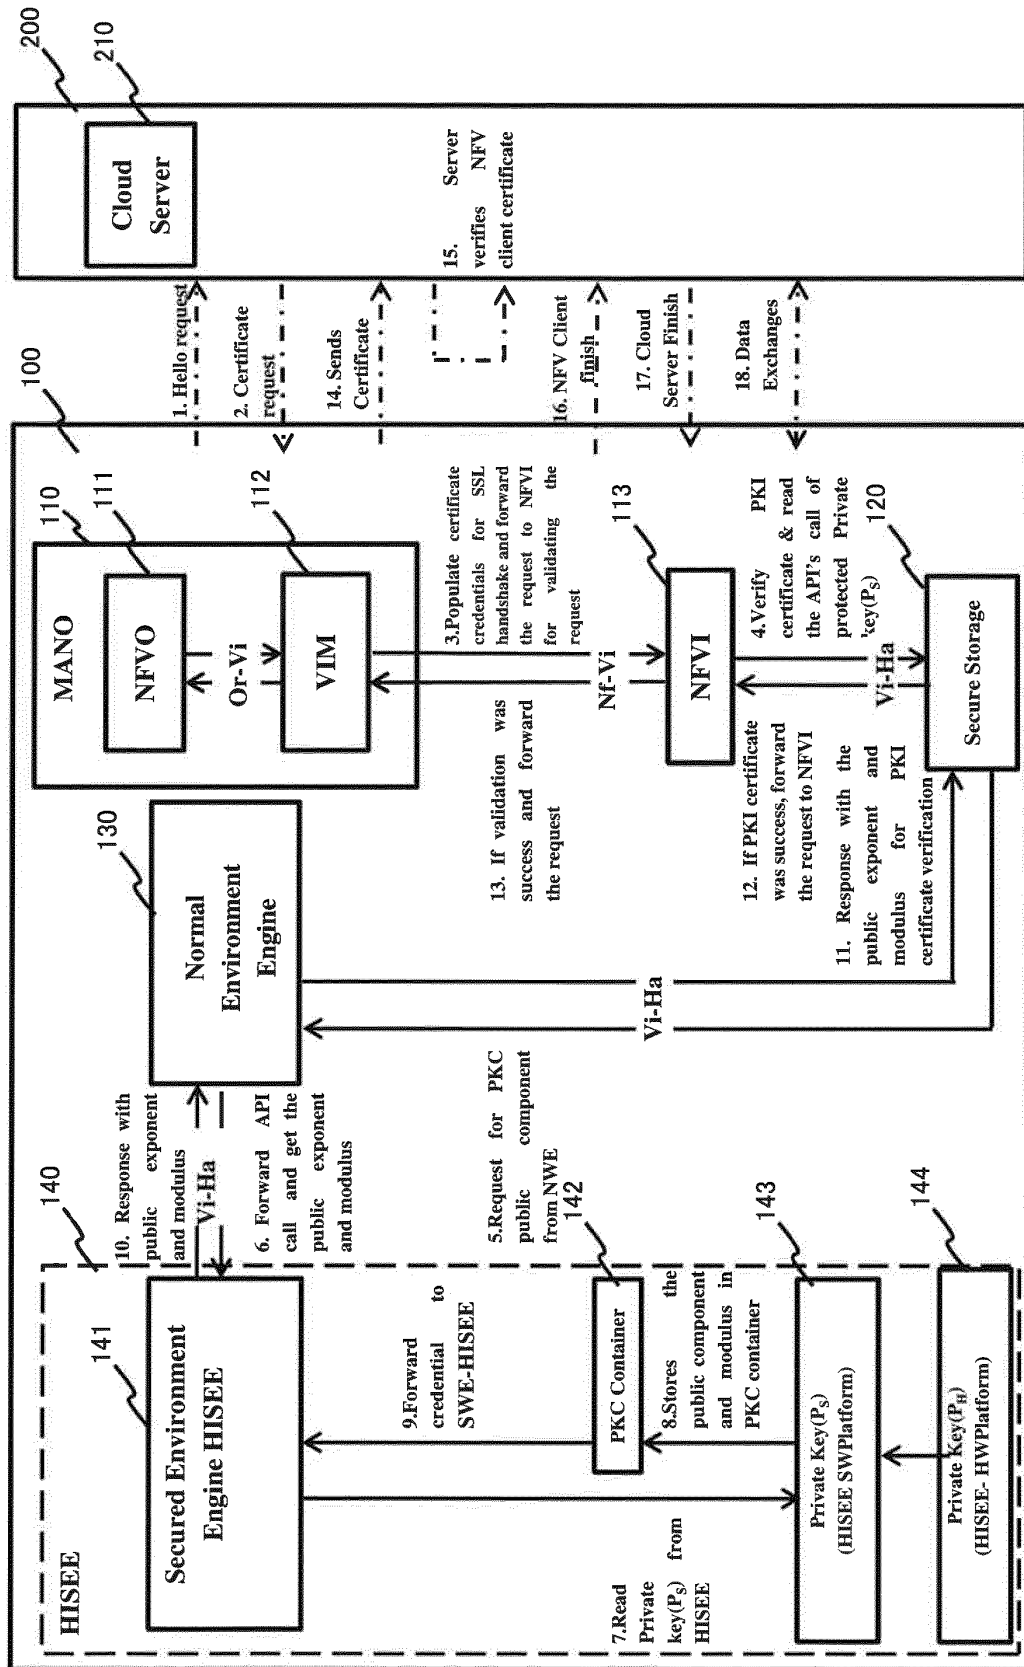 HISEE
140
141
Secured Environment
Engine HISEE
7.Read
Private
key(PS) from
HISEE
9.Forward
credential to
SWE-HISEE
PKC Container
142
8.Stores the
public component
and modulus in
PKC container
Private Key(PS)
(HISEE SWPlatform)
143
Private Key(PH)
(HISEE- HWPlatform)
144
10. Response with
public exponent
and modulus
Vi-Ha
6. Forward API
call and get the
public exponent
and modulus
5.Request for PKC
public component
from NWE
130
Normal
Environment
Engine
Vi-Ha
100
110
MANO
111
NFVO
Or-Vi
112
VIM
3.Populate certificate
credentials for SSL
handshake and forward
the request to NFVI
for validating the
request
Nf-Vi
13. If validation was
success and forward
the request
113
NFVI
4.Verify PKI
certificate & read
the API's call of
protected Private
key(PS)
Vi-Ha
12. If PKI certificate
was success, forward
the request to NFVI
11. Response with the
public exponent and
modulus for PKI
certificate verification
120
Secure Storage
1. Hello request
2. Certificate
request
14. Sends
Certificate
16. NFV Client
finish
17. Cloud
Server Finish
18. Data
Exchanges
200
210
Cloud
Server
15. Server
verifies NFV
client certificate